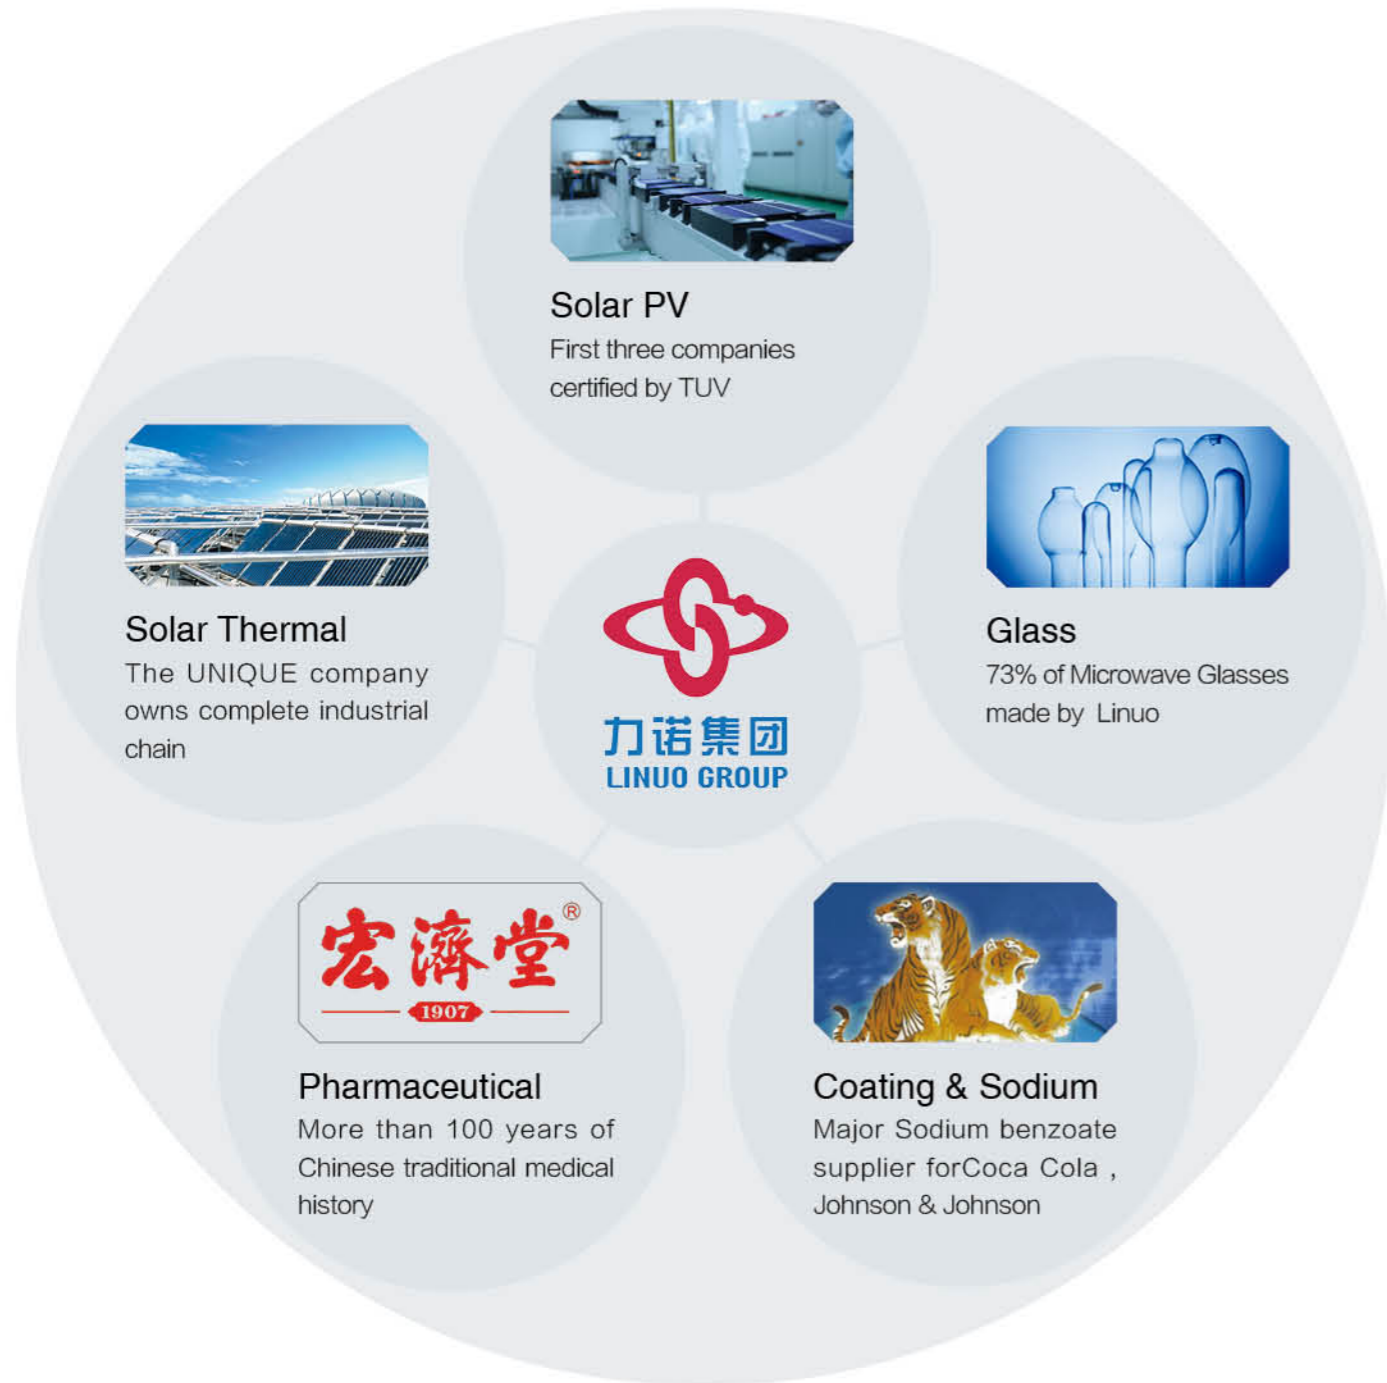 Solar PV
First three companies
certified by TUV
Solar Thermal
The UNIQUE company
owns complete industrial
chain
Glass
73% of Microwave Glasses
made by Linuo
力诺集团
LINUO GROUP
宏濟堂®
1907
Pharmaceutical
More than 100 years of
Chinese traditional medical
history
Coating & Sodium
Major Sodium benzoate
supplier forCoca Cola ,
Johnson & Johnson